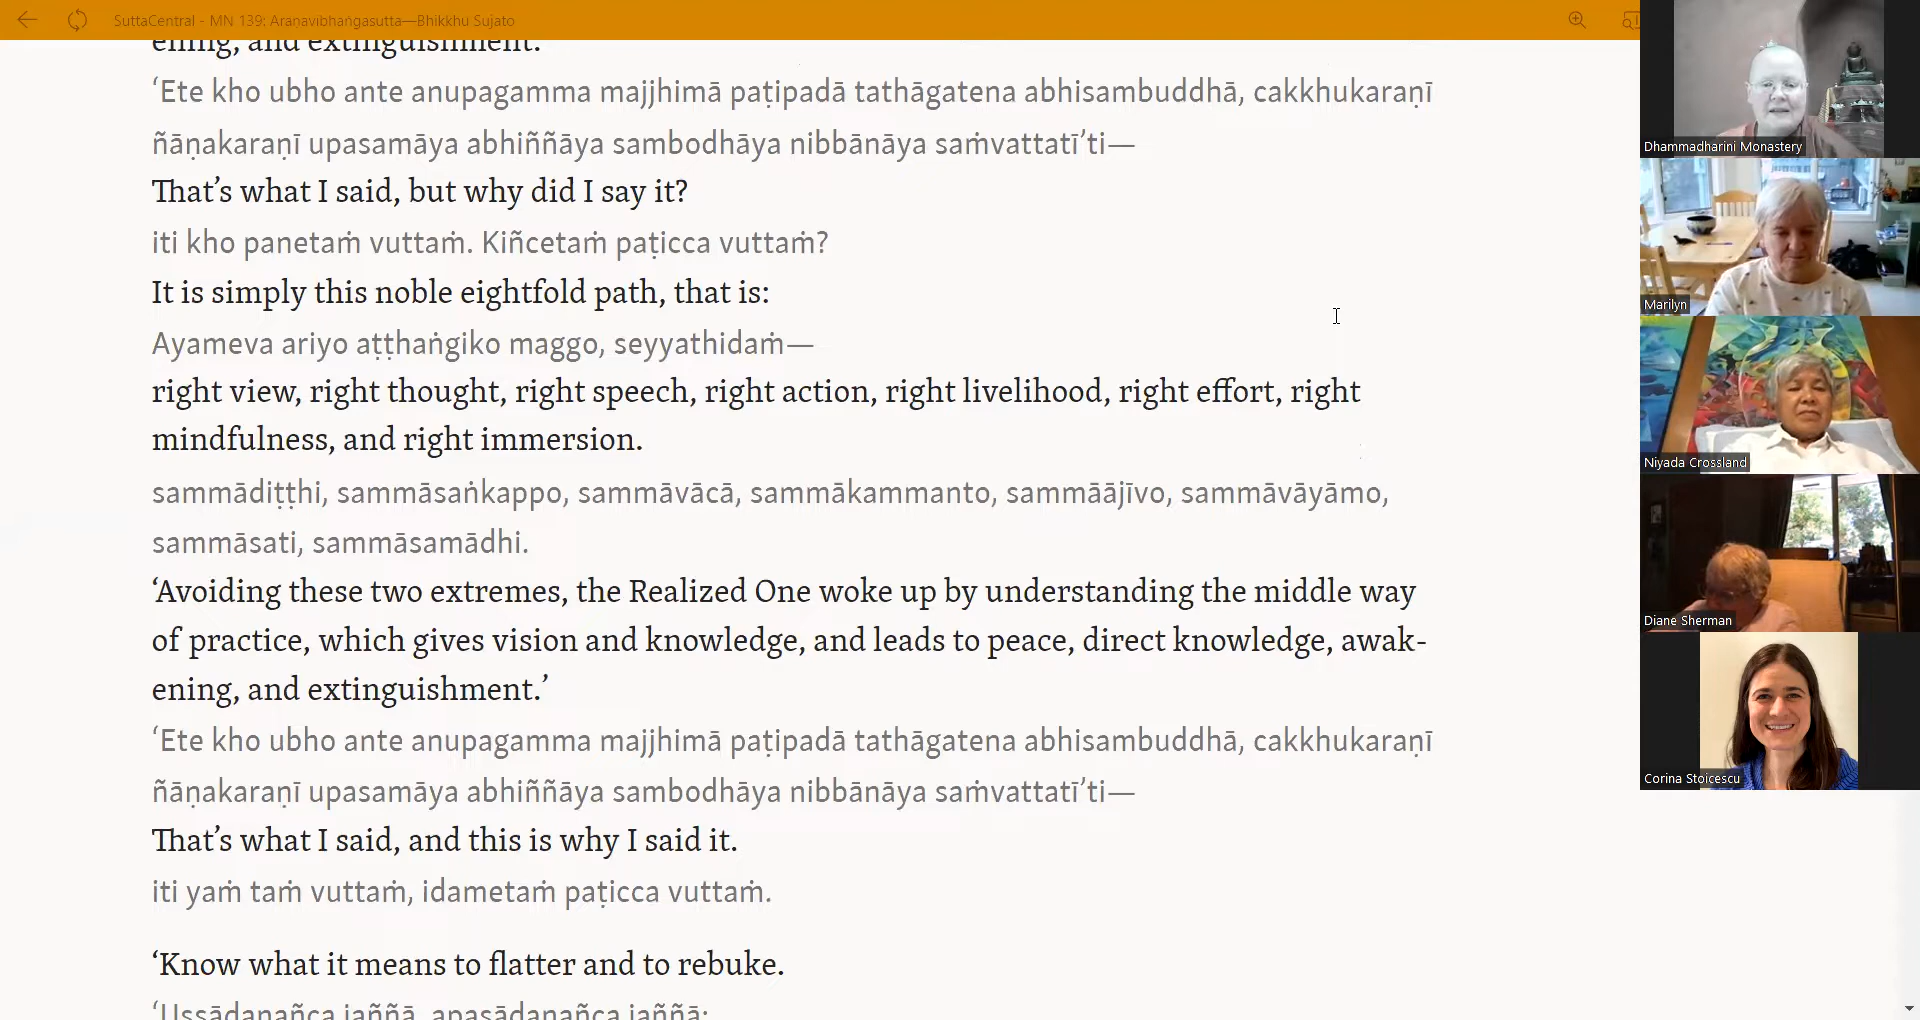 SuttaCentral - MN 139: Araṇavibhaṅgasutta—Bhikkhu Sujato
ening, and extinguishment.
‘Ete kho ubho ante anupagamma majjhimā paṭipadā tathāgatena abhisambuddhā, cakkhukaraṇī
ñāṇakaraṇī upasamāya abhiññāya sambodhāya nibbānāya saṁvattatī’ti—
That’s what I said, but why did I say it?
iti kho panetaṁ vuttaṁ. Kiñcetaṁ paṭicca vuttaṁ?
It is simply this noble eightfold path, that is:
Ayameva ariyo aṭṭhaṅgiko maggo, seyyathidaṁ—
right view, right thought, right speech, right action, right livelihood, right effort, right
mindfulness, and right immersion.
sammādiṭṭhi, sammāsaṅkappo, sammāvācā, sammākammanto, sammāājīvo, sammāvāyāmo,
sammāsati, sammāsamādhi.
‘Avoiding these two extremes, the Realized One woke up by understanding the middle way
of practice, which gives vision and knowledge, and leads to peace, direct knowledge, awak-
ening, and extinguishment.’
‘Ete kho ubho ante anupagamma majjhimā paṭipadā tathāgatena abhisambuddhā, cakkhukaraṇī
ñāṇakaraṇī upasamāya abhiññāya sambodhāya nibbānāya saṁvattatī’ti—
That’s what I said, and this is why I said it.
iti yaṁ taṁ vuttaṁ, idametaṁ paṭicca vuttaṁ.
‘Know what it means to flatter and to rebuke.
‘Ussādanañca jaññā, apasādanañca jaññā;
Dhammadharini Monastery
Marilyn
Niyada Crossland
Diane Sherman
Corina Stoicescu